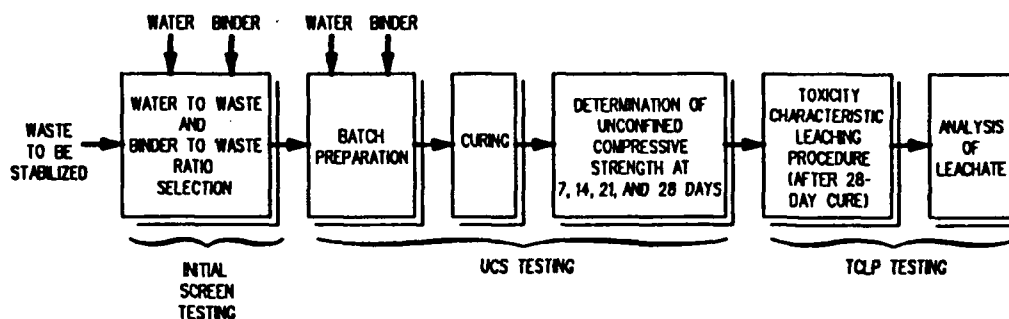 WATER BINDER
WATER BINDER
WASTE
TO BE
STABILIZED
WATER TO WASTE
AND
BINDER TO WASTE
RATIO
SELECTION
BATCH
PREPARATION
CURING
DETERMINATION OF
UNCONFINED
COMPRESSIVE
STRENGTH AT
7, 14, 21, AND 28 DAYS
TOXICITY
CHARACTERISTIC
LEACHING
PROCEDURE
(AFTER 28-
DAY CURE)
ANALYSIS
OF
LEACHATE
INITIAL
SCREEN
TESTING
UCS TESTING
TCLP TESTING